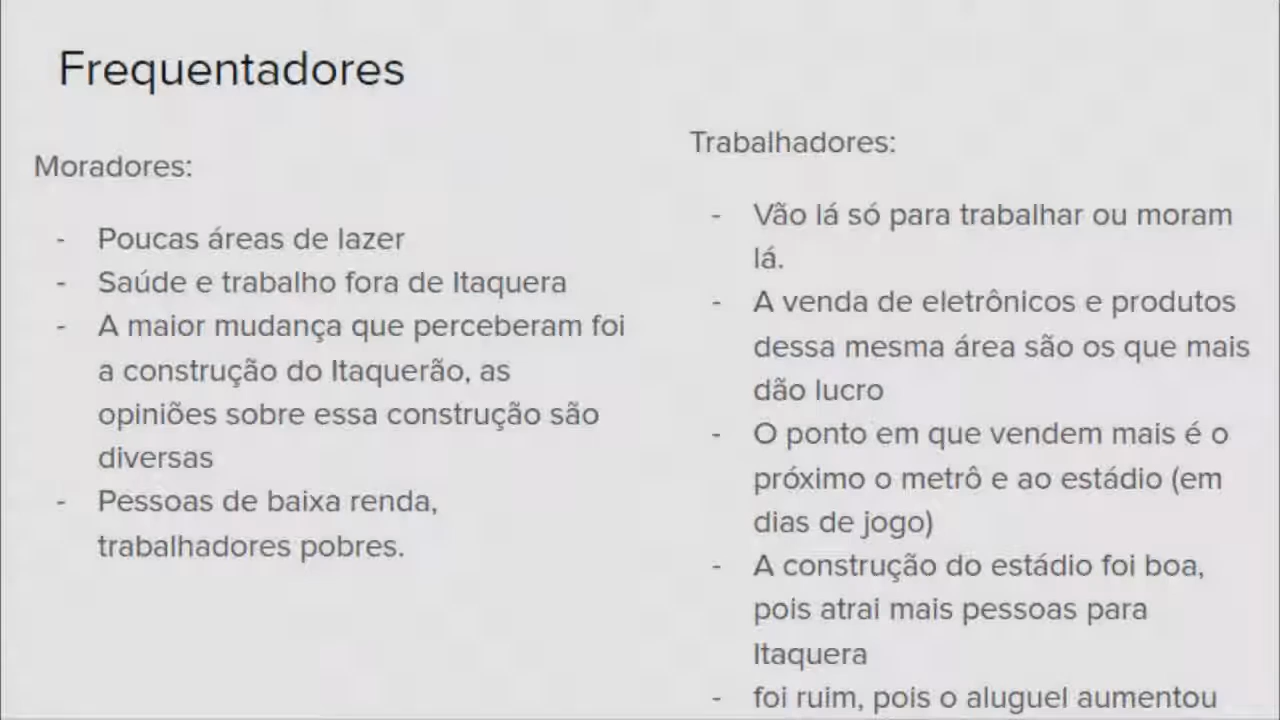 Frequentadores
Moradores:
- Poucas áreas de lazer
- Saúde e trabalho fora de Itaquera
- A maior mudança que perceberam foi
a construção do Itaquerão, as
opiniões sobre essa construção são
diversas
- Pessoas de baixa renda,
trabalhadores pobres.
Trabalhadores:
- Vão lá só para trabalhar ou moram
lá.
- A venda de eletrônicos e produtos
dessa mesma área são os que mais
dão lucro
- O ponto em que vendem mais é o
próximo o metrô e ao estádio (em
dias de jogo)
- A construção do estádio foi boa,
pois atrai mais pessoas para
Itaquera
- foi ruim, pois o aluguel aumentou